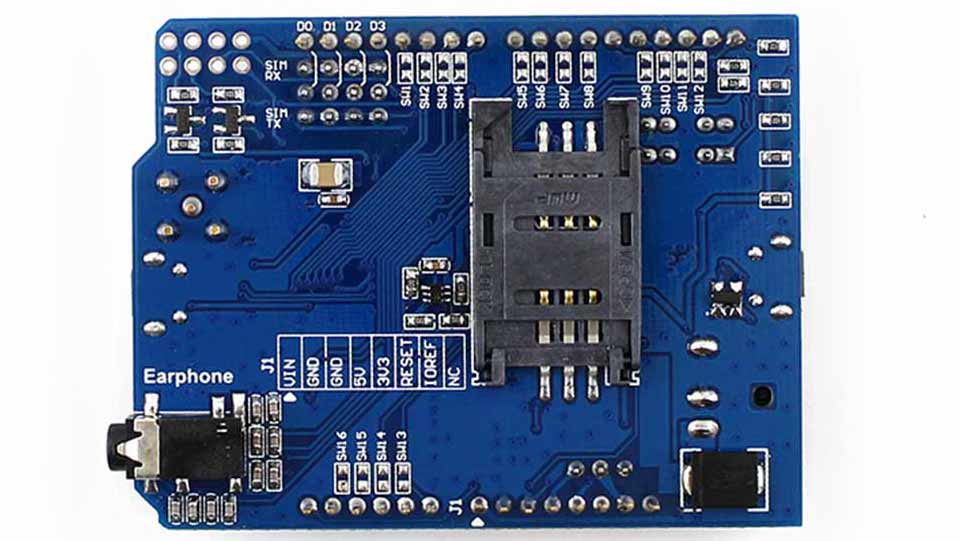 D0 D1 D2 D3
SIM
RX
SIM
TX
SW1 SW2 SW3 SW4 SW5 SW6 SW7 SW8 SW9 SW10 SW11 SW12
J1
VIN
GND
GND
5V
3V3
RESET
IOREF
NC
Earphone
SW16 SW15 SW14 SW13
J1